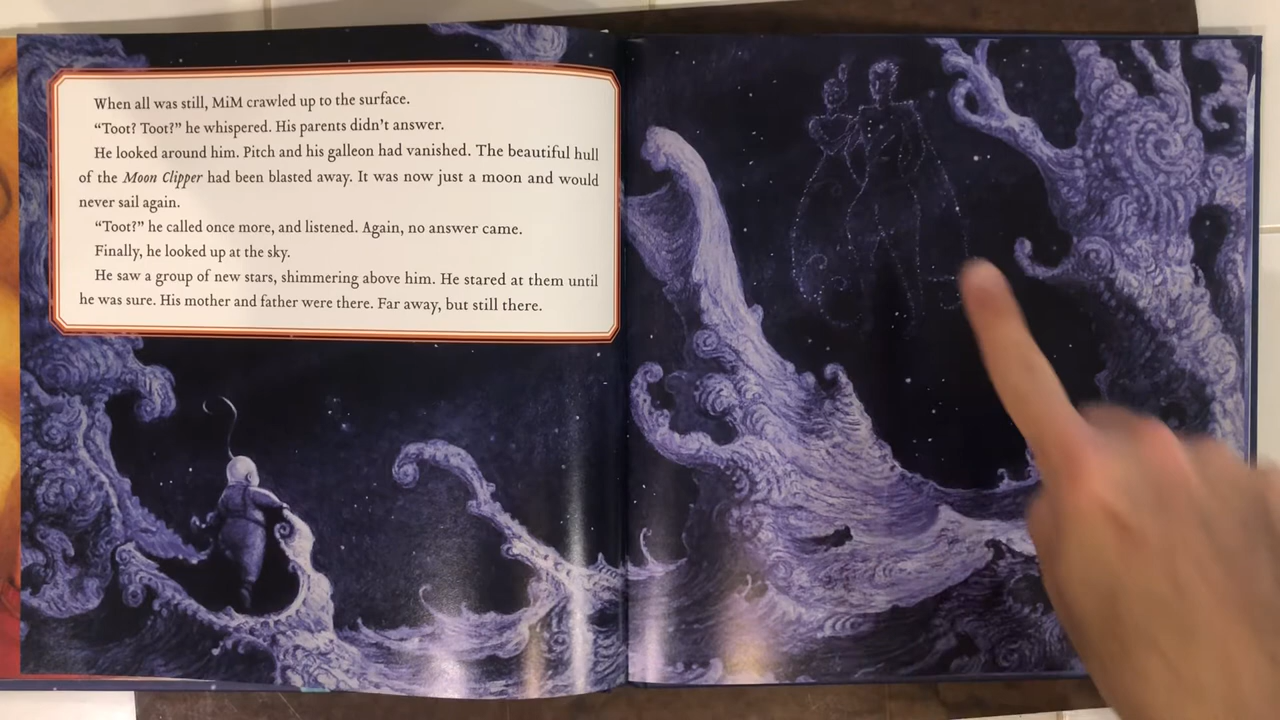 When all was still, MiM crawled up to the surface.
“Toot? Toot?” he whispered. His parents didn’t answer.
He looked around him. Pitch and his galleon had vanished. The beautiful hull
of the Moon Clipper had been blasted away. It was now just a moon and would
never sail again.
“Toot?” he called once more, and listened. Again, no answer came.
Finally, he looked up at the sky.
He saw a group of new stars, shimmering above him. He stared at them until
he was sure. His mother and father were there. Far away, but still there.